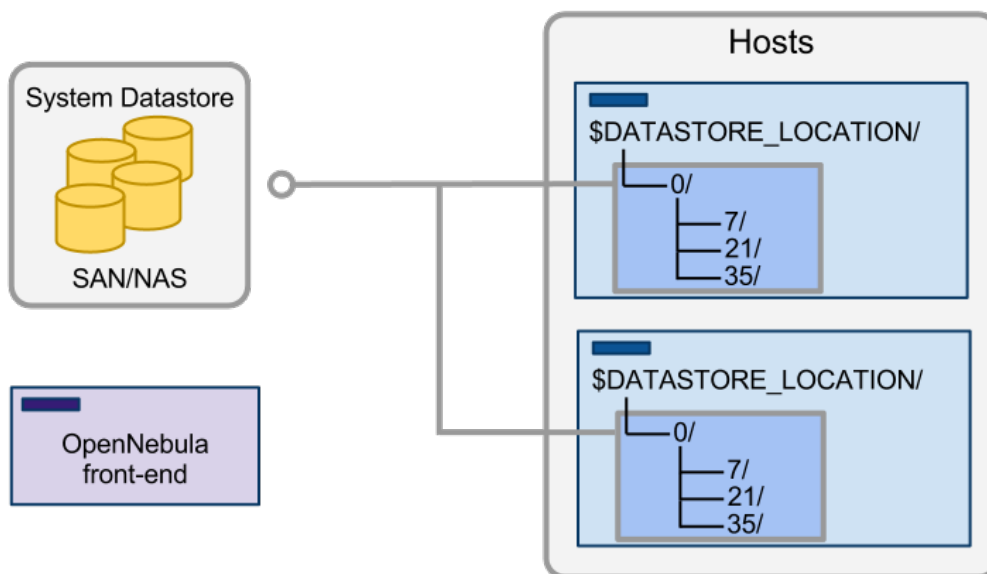 System Datastore
SAN/NAS
OpenNebula
front-end
Hosts
$DATASTORE_LOCATION/
0/
7/
21/
35/
$DATASTORE_LOCATION/
0/
7/
21/
35/